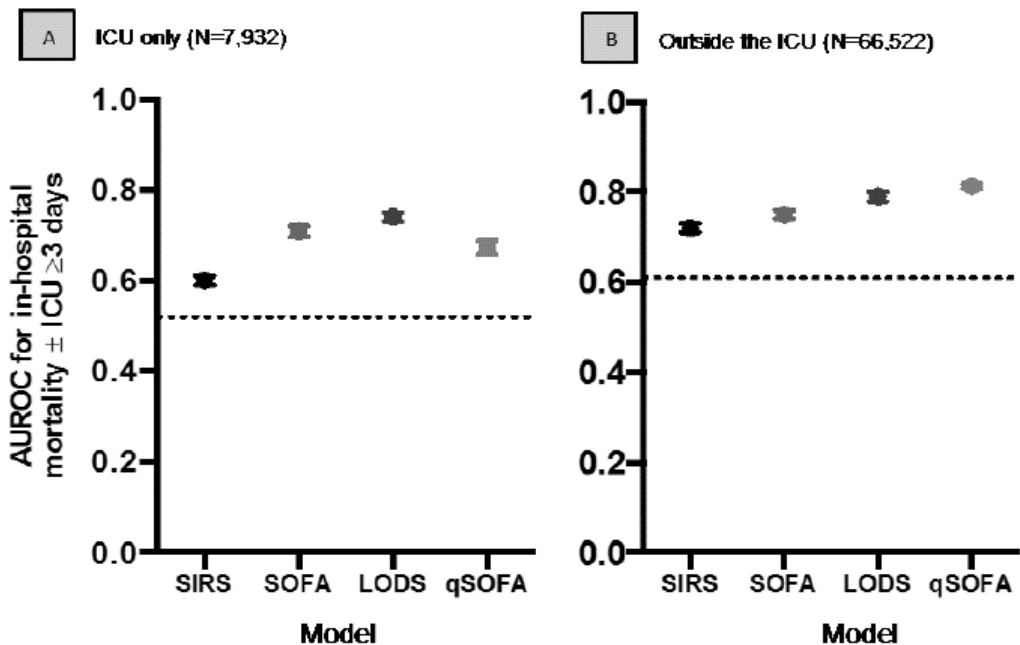 A
ICU only (N=7,932)
B
Outside the ICU (N=66,522)
AUROC for in-hospital
mortality ± ICU ≥3 days
1.0
0.8
0.6
0.4
0.2
0.0
SIRS SOFA LODS qSOFA
Model
1.0
0.8
0.6
0.4
0.2
0.0
SIRS SOFA LODS qSOFA
Model